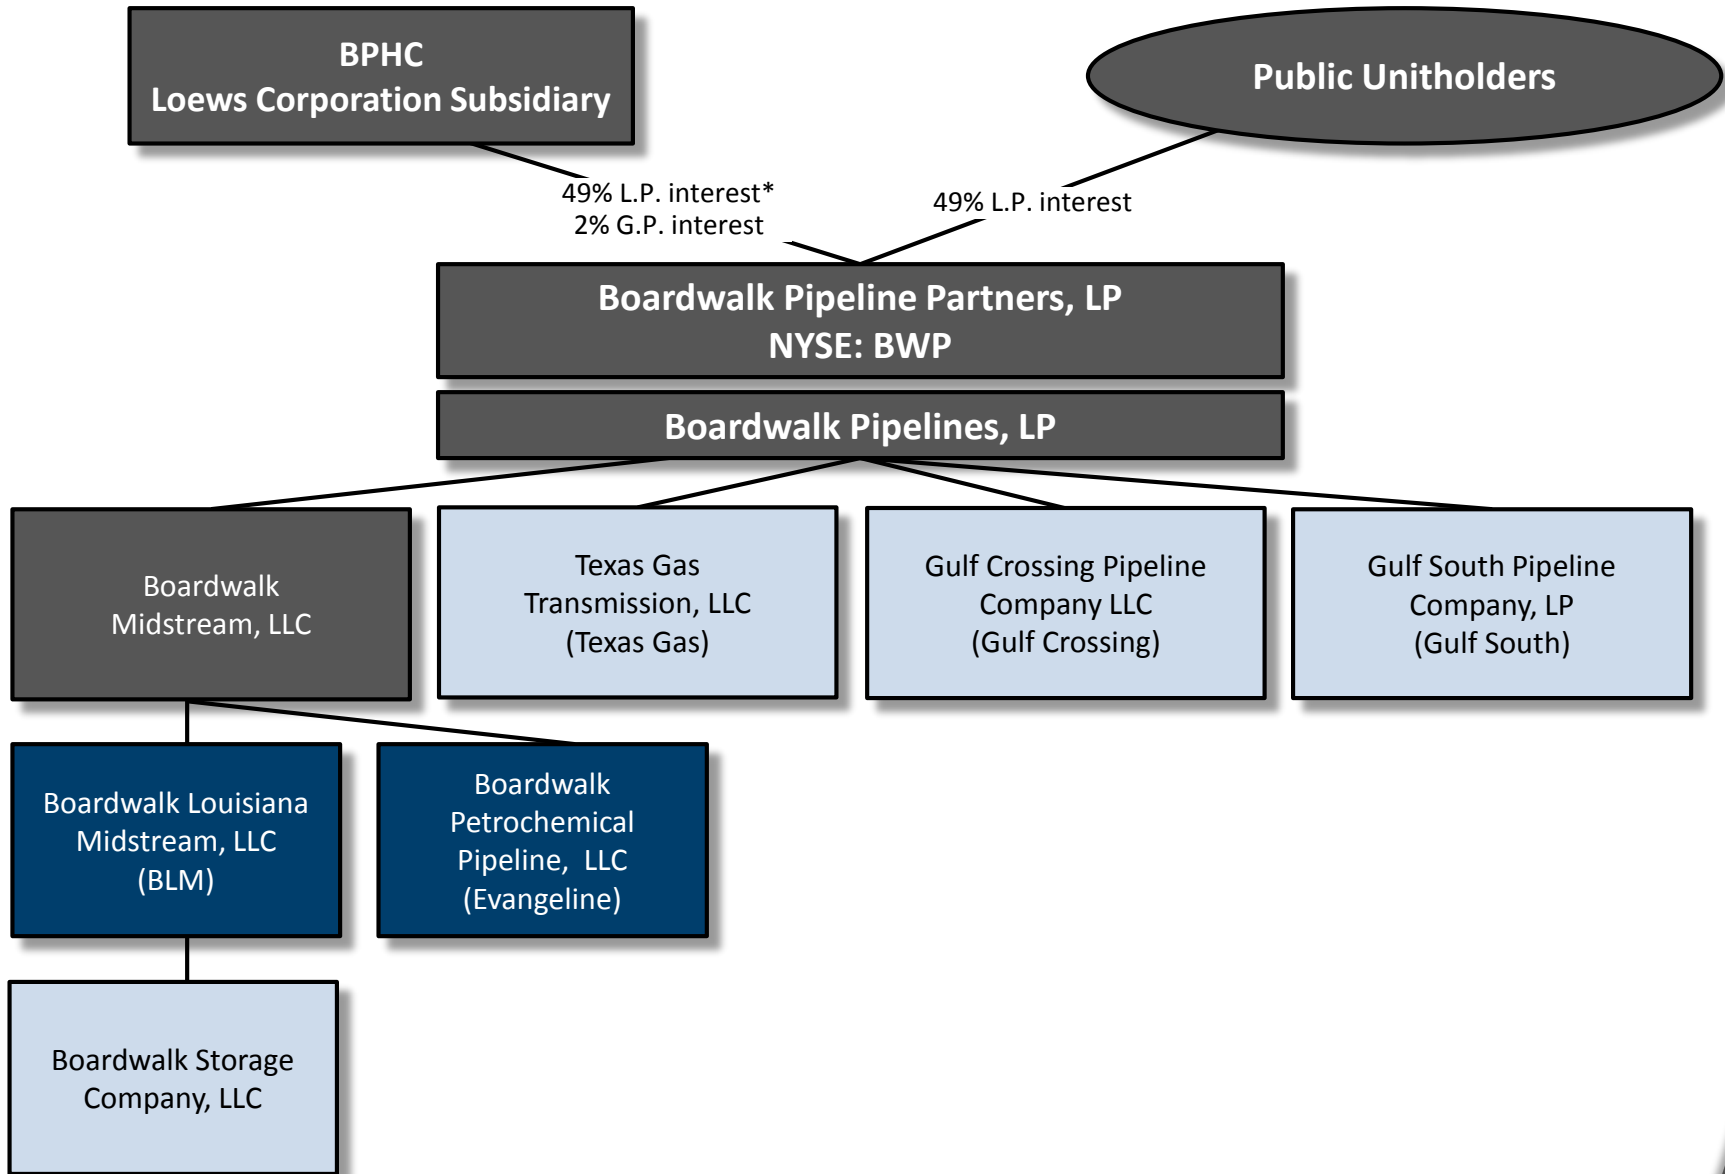 BPHC
Loews Corporation Subsidiary
Public Unitholders
49% L.P. interest*
2% G.P. interest
49% L.P. interest
Boardwalk Pipeline Partners, LP
NYSE: BWP
Boardwalk Pipelines, LP
Boardwalk
Midstream, LLC
Texas Gas
Transmission, LLC
(Texas Gas)
Gulf Crossing Pipeline
Company LLC
(Gulf Crossing)
Gulf South Pipeline
Company, LP
(Gulf South)
Boardwalk Louisiana
Midstream, LLC
(BLM)
Boardwalk
Petrochemical
Pipeline, LLC
(Evangeline)
Boardwalk Storage
Company, LLC